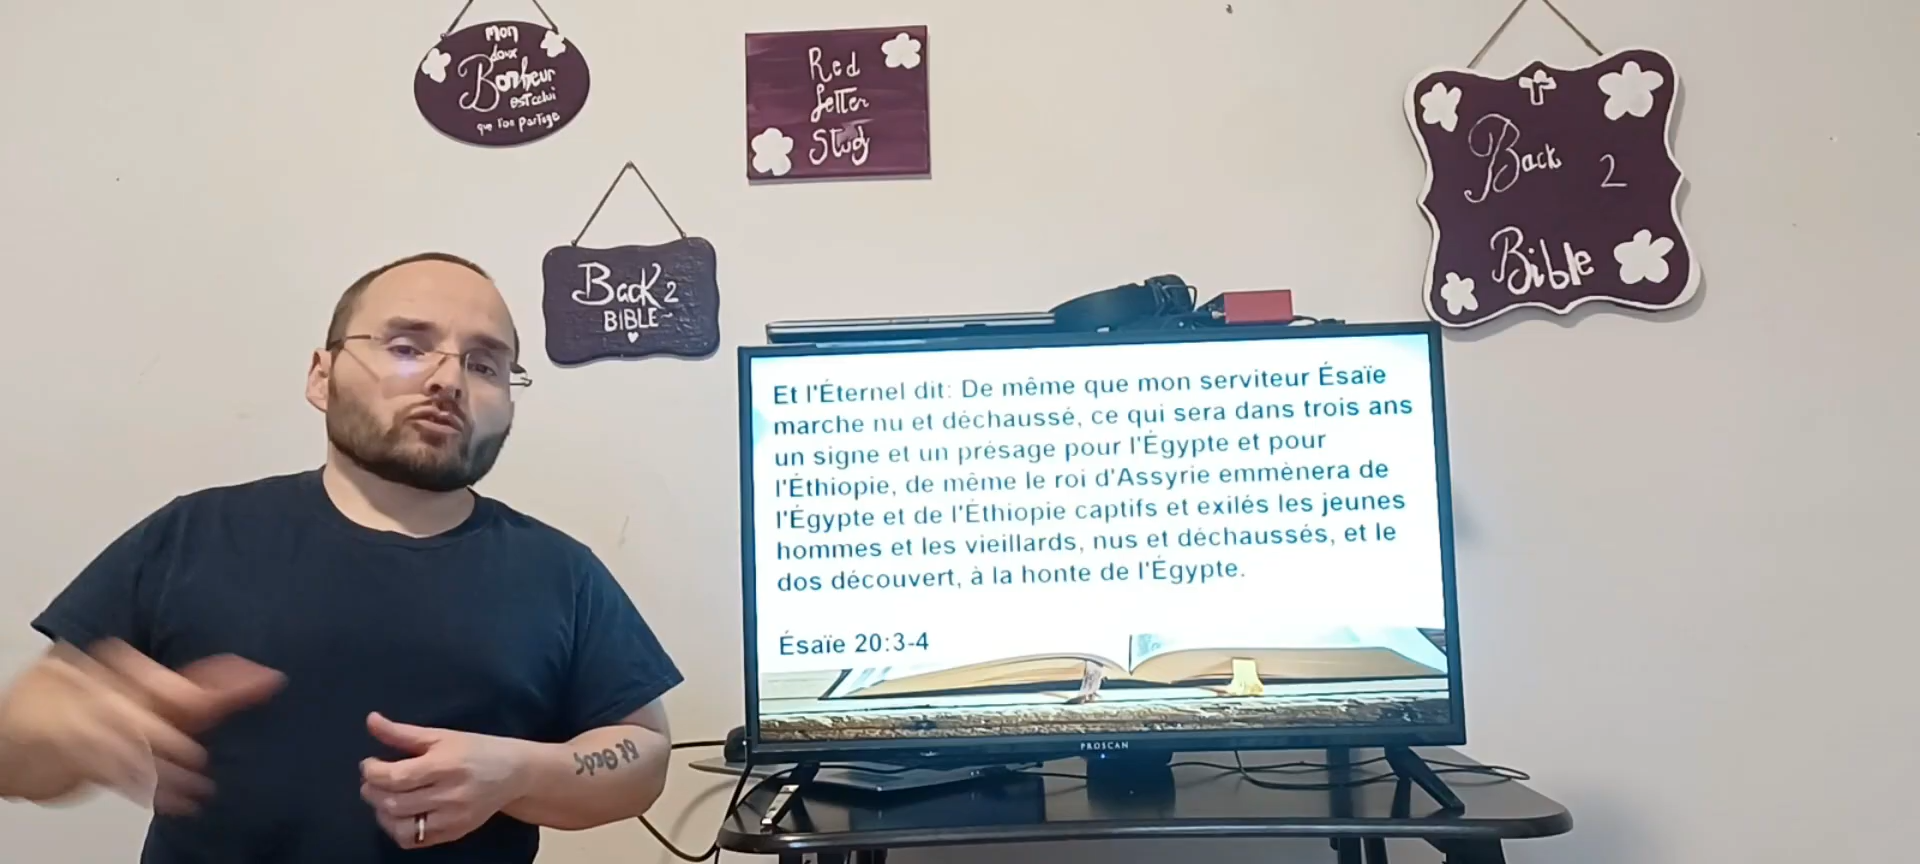 Mon
doux
Bonheur
est celui
que l'on partage
Red
Letter
Study
Back 2
BIBLE
Back 2
Bible
Et l'Éternel dit: De même que mon serviteur Ésaïe
marche nu et déchaussé, ce qui sera dans trois ans
un signe et un présage pour l'Égypte et pour
l'Éthiopie, de même le roi d'Assyrie emmènera de
l'Égypte et de l'Éthiopie captifs et exilés les jeunes
hommes et les vieillards, nus et déchaussés, et le
dos découvert, à la honte de l'Égypte.
Ésaïe 20:3-4
PROSCAN